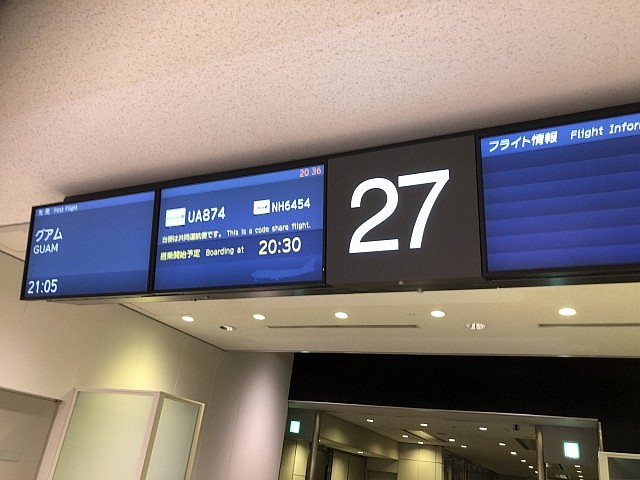 先発 First Flight
グアム
GUAM
21:05
20 36
UA874 NH6454
当便は共同運航便です。 This is a code share flight.
搭乗開始予定 Boarding at 20:30
27
フライト情報 Flight Infor